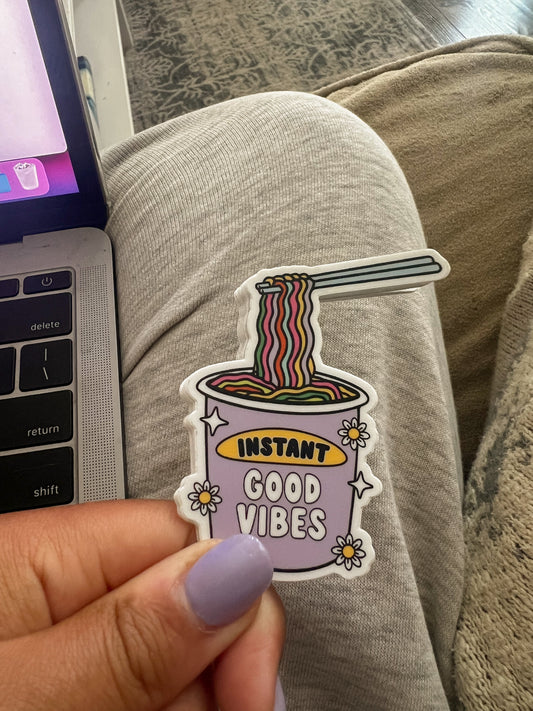 delete
return
shift
INSTANT
GOOD
VIBES